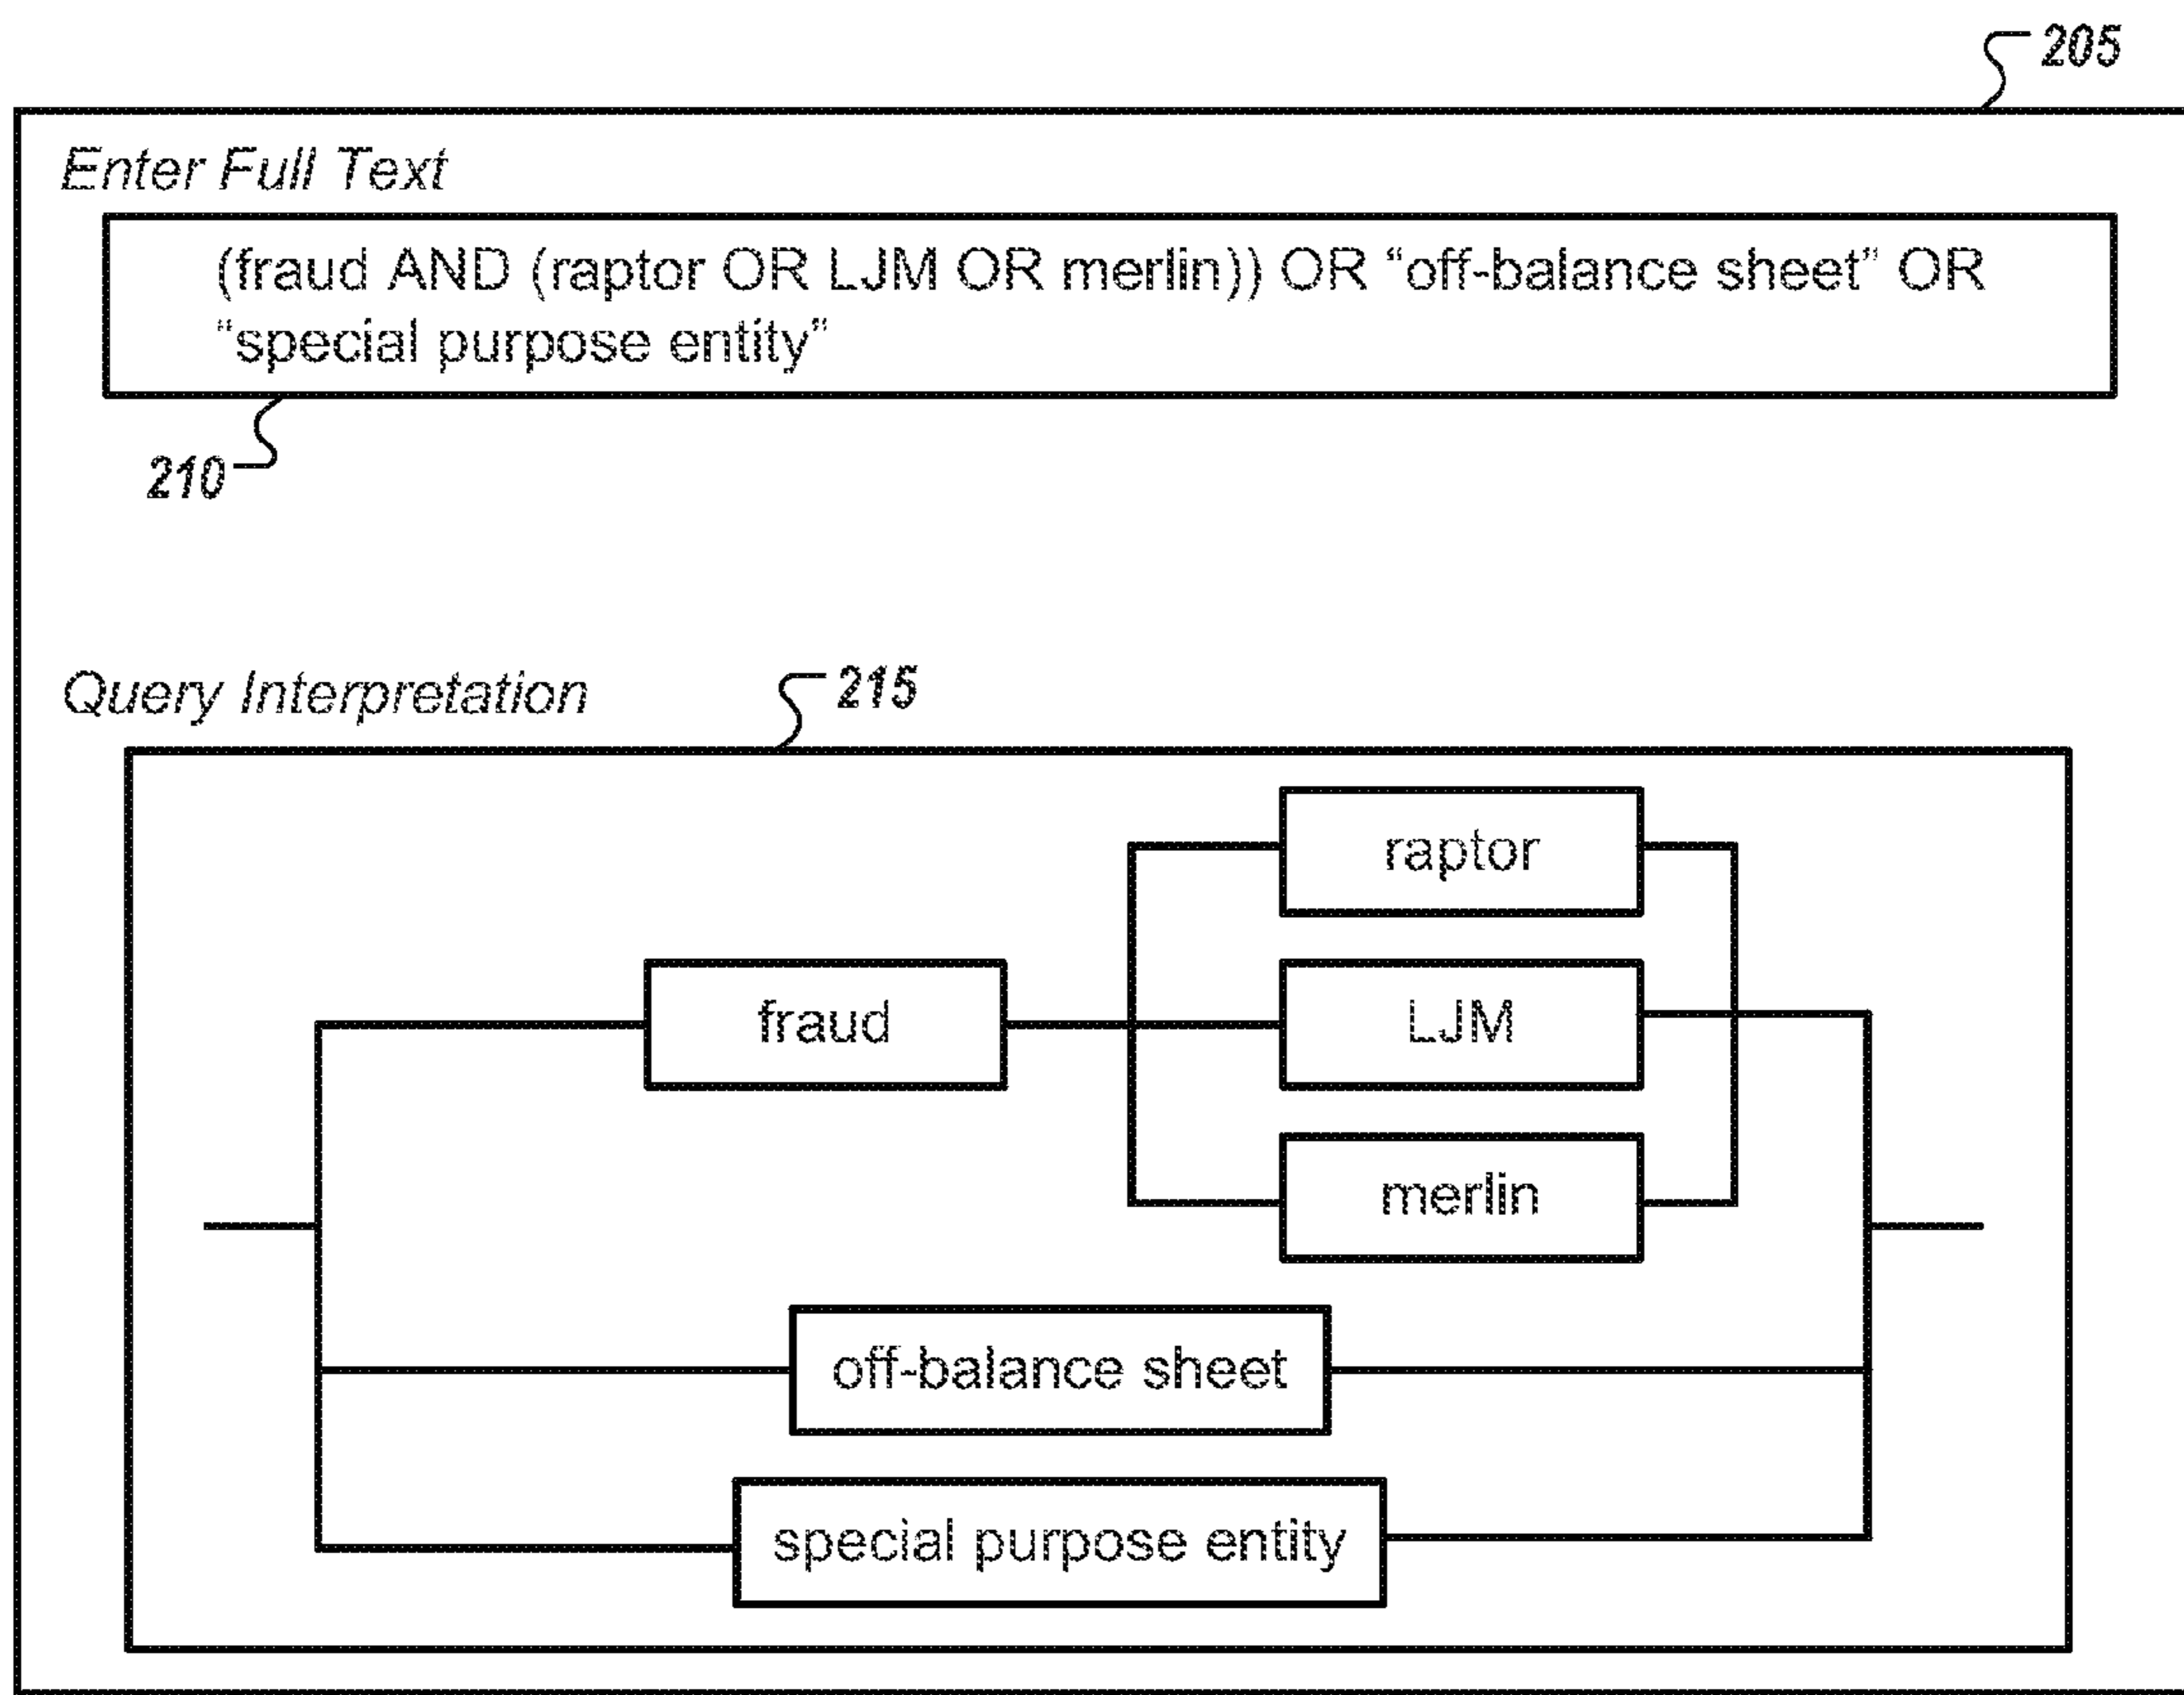 205
Enter Full Text
(fraud AND (raptor OR LJM OR merlin)) OR “off-balance sheet” OR
“special purpose entity”
210
Query Interpretation
215
raptor
fraud
LJM
merlin
off-balance sheet
special purpose entity